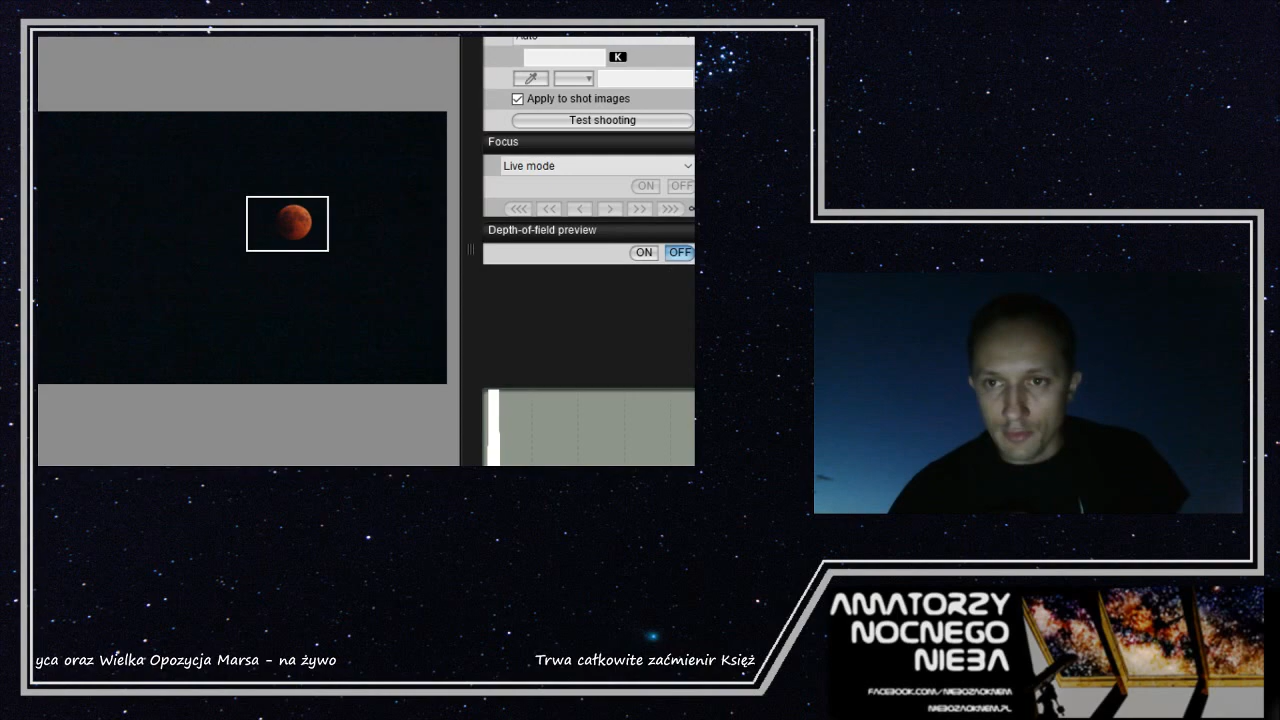 Auto
K
Apply to shot images
Test shooting
Focus
Live mode
ON OFF
<<< << < > >> >>> ∞
Depth-of-field preview
ON OFF
yca oraz Wielka Opozycja Marsa - na żywo
Trwa całkowite zaćmienir Księż
AMATORZY
NOCNEGO
NIEBA
FACEBOOK.COM/NIEBOZAOKNEM
NIEBOZAOKNEM.PL